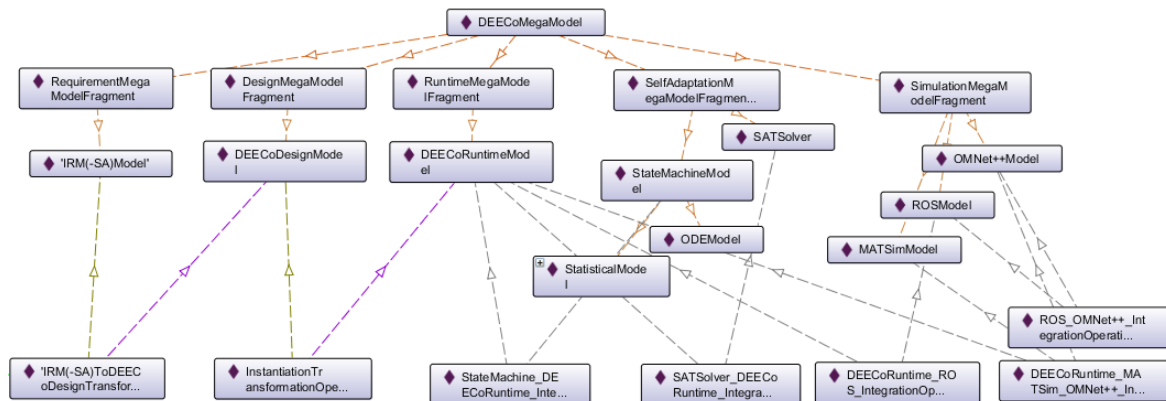 DEECoMegaModel
RequirementMega
ModelFragment
DesignMegaModel
Fragment
RuntimeMegaMode
lFragment
SelfAdaptationM
egaModelFragmen...
SimulationMegaM
odelFragment
SATSolver
'IRM(-SA)Model'
DEECoDesignMode
l
DEECoRuntimeMod
el
OMNet++Model
StateMachineMod
el
ROSModel
ODEModel
MATSimModel
StatisticalMode
l
ROS_OMNet++_Int
egrationOperati...
'IRM(-SA)ToDEEC
oDesignTransfor...
InstantiationTr
ansformationOpe...
StateMachine_DE
ECoRuntime_Inte...
SATSolver_DEECo
Runtime_Integra...
DEECoRuntime_RO
S_IntegrationOp...
DEECoRuntime_MA
TSim_OMNet++_In...